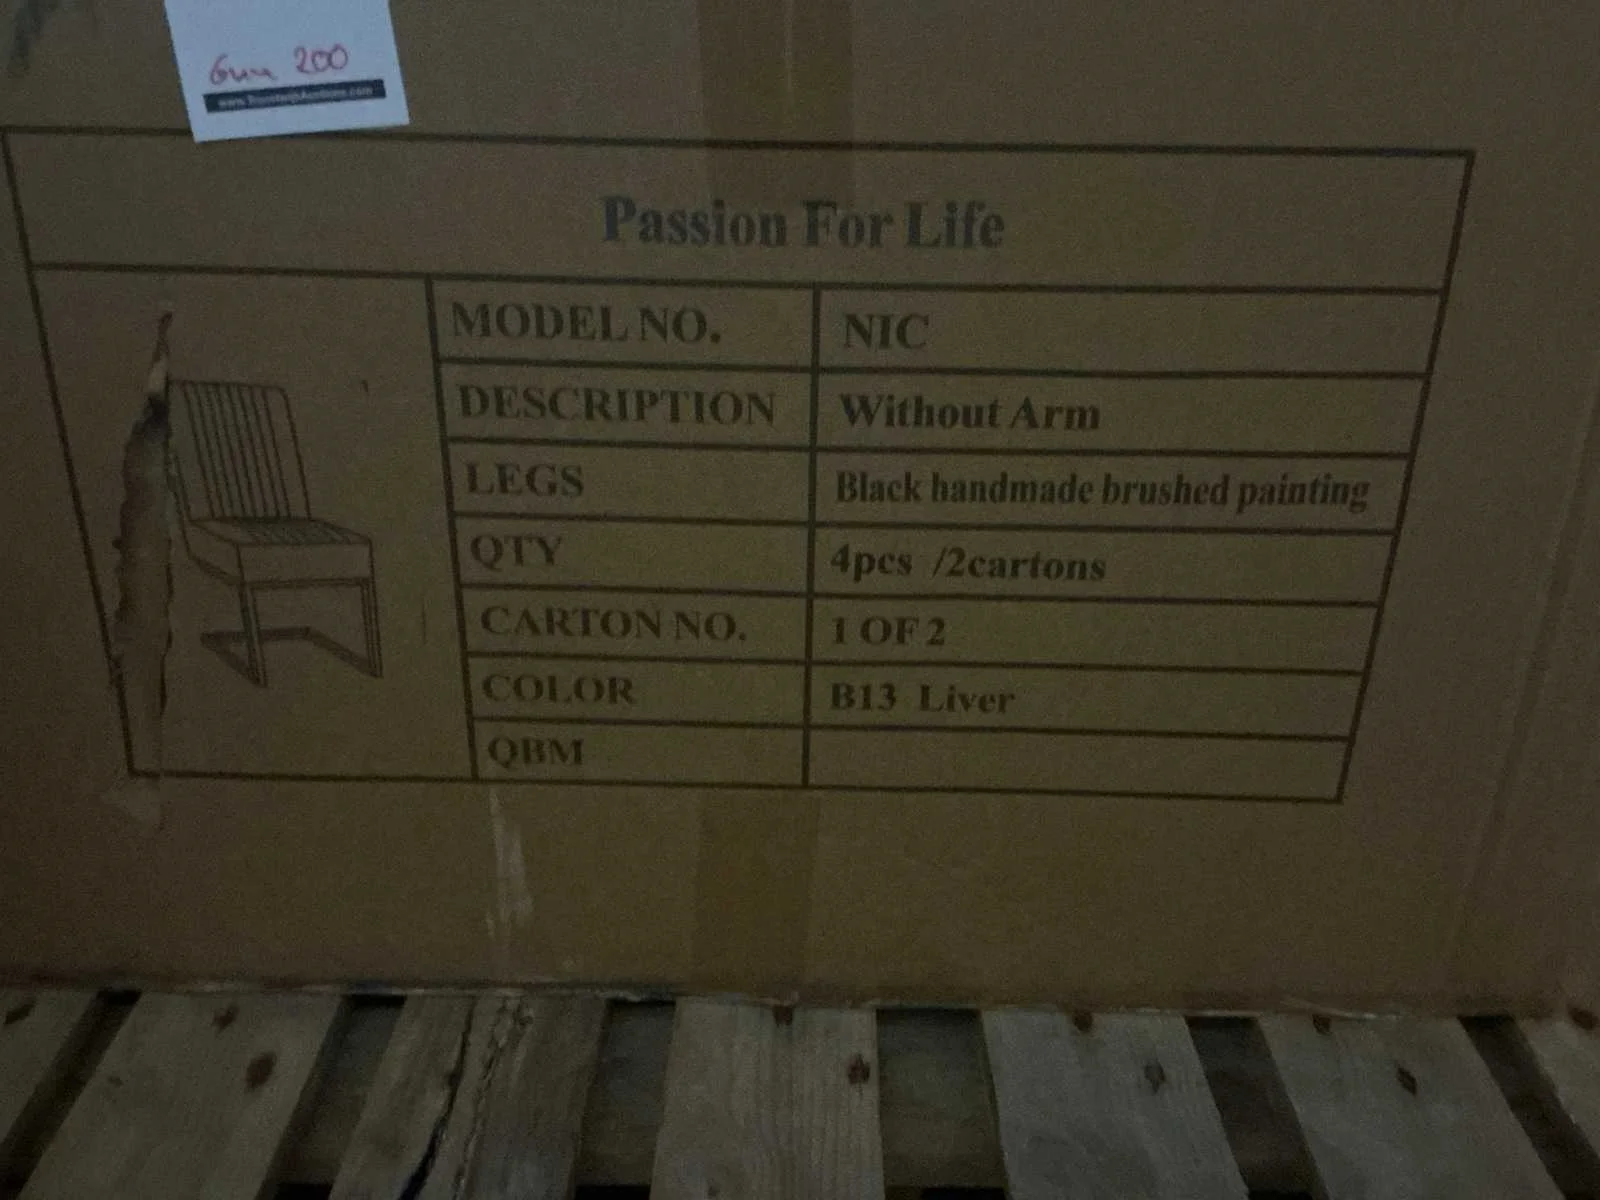 200
Passion For Life
MODEL NO. NIC
DESCRIPTION Without Arm
LEGS Black handmade brushed painting
QTY 4pcs /2cartons
CARTON NO. 1 OF 2
COLOR B13 Liver
QBM